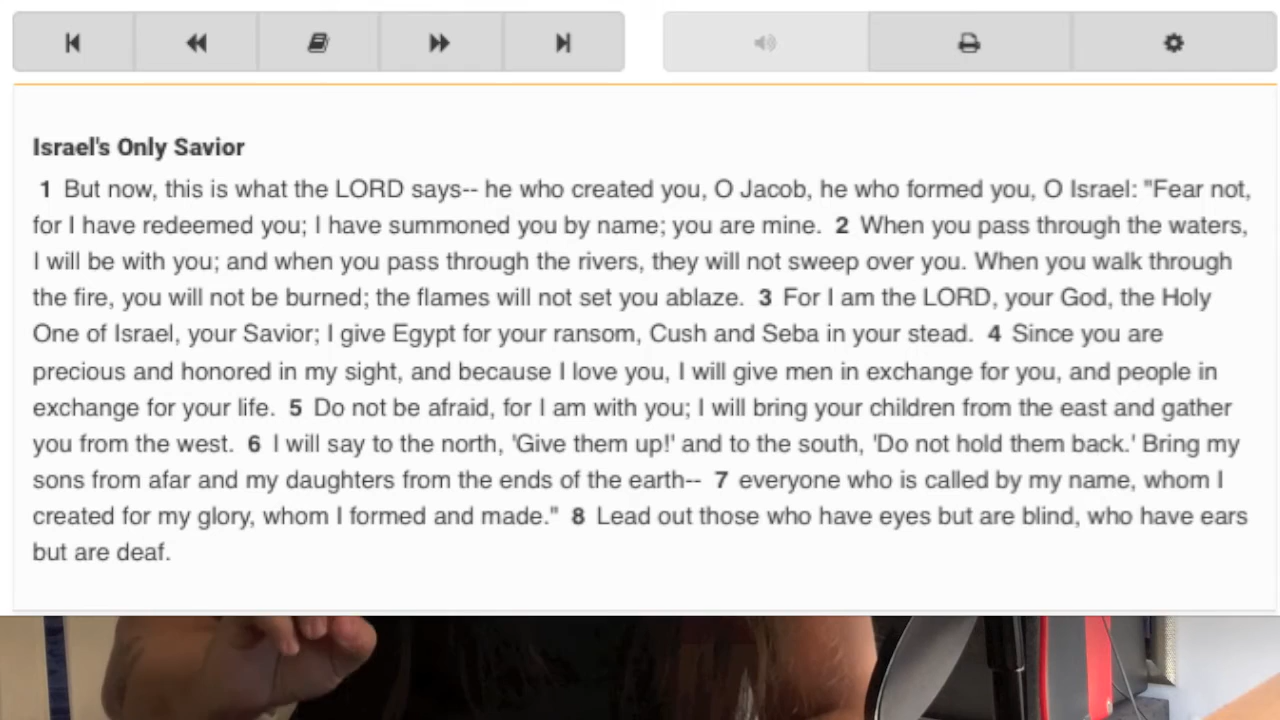 Israel's Only Savior
1 But now, this is what the LORD says-- he who created you, O Jacob, he who formed you, O Israel: "Fear not,
for I have redeemed you; I have summoned you by name; you are mine. 2 When you pass through the waters,
I will be with you; and when you pass through the rivers, they will not sweep over you. When you walk through
the fire, you will not be burned; the flames will not set you ablaze. 3 For I am the LORD, your God, the Holy
One of Israel, your Savior; I give Egypt for your ransom, Cush and Seba in your stead. 4 Since you are
precious and honored in my sight, and because I love you, I will give men in exchange for you, and people in
exchange for your life. 5 Do not be afraid, for I am with you; I will bring your children from the east and gather
you from the west. 6 I will say to the north, 'Give them up!' and to the south, 'Do not hold them back.' Bring my
sons from afar and my daughters from the ends of the earth-- 7 everyone who is called by my name, whom I
created for my glory, whom I formed and made." 8 Lead out those who have eyes but are blind, who have ears
but are deaf.